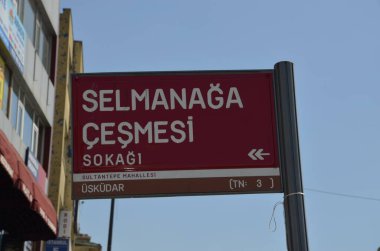 SELMANAĞA
ÇEŞMESİ
SOKAĞI
SULTANTEPE MAHALLESİ
ÜSKÜDAR (TN: 3 )